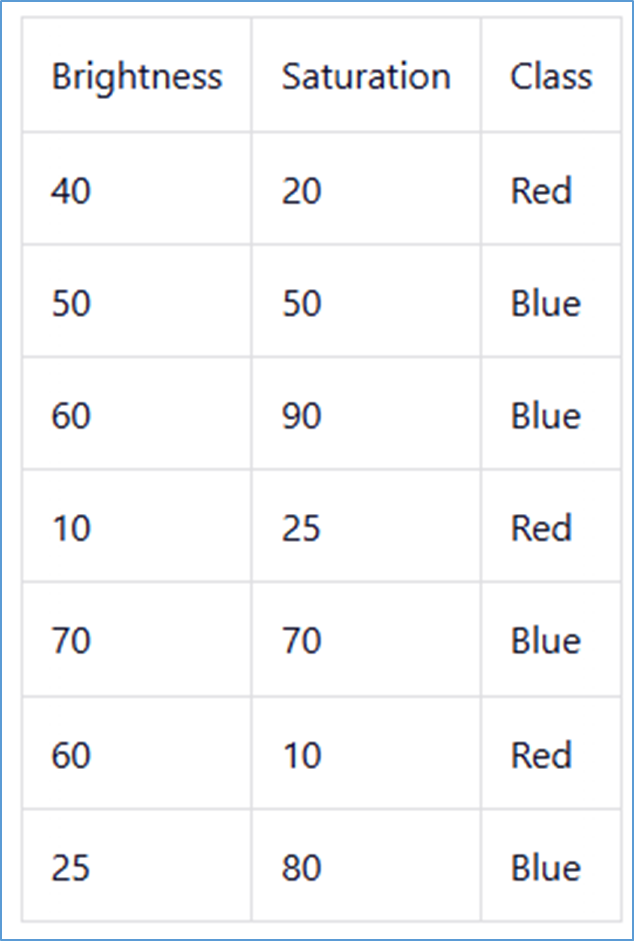 Brightness Saturation Class
40 20 Red
50 50 Blue
60 90 Blue
10 25 Red
70 70 Blue
60 10 Red
25 80 Blue